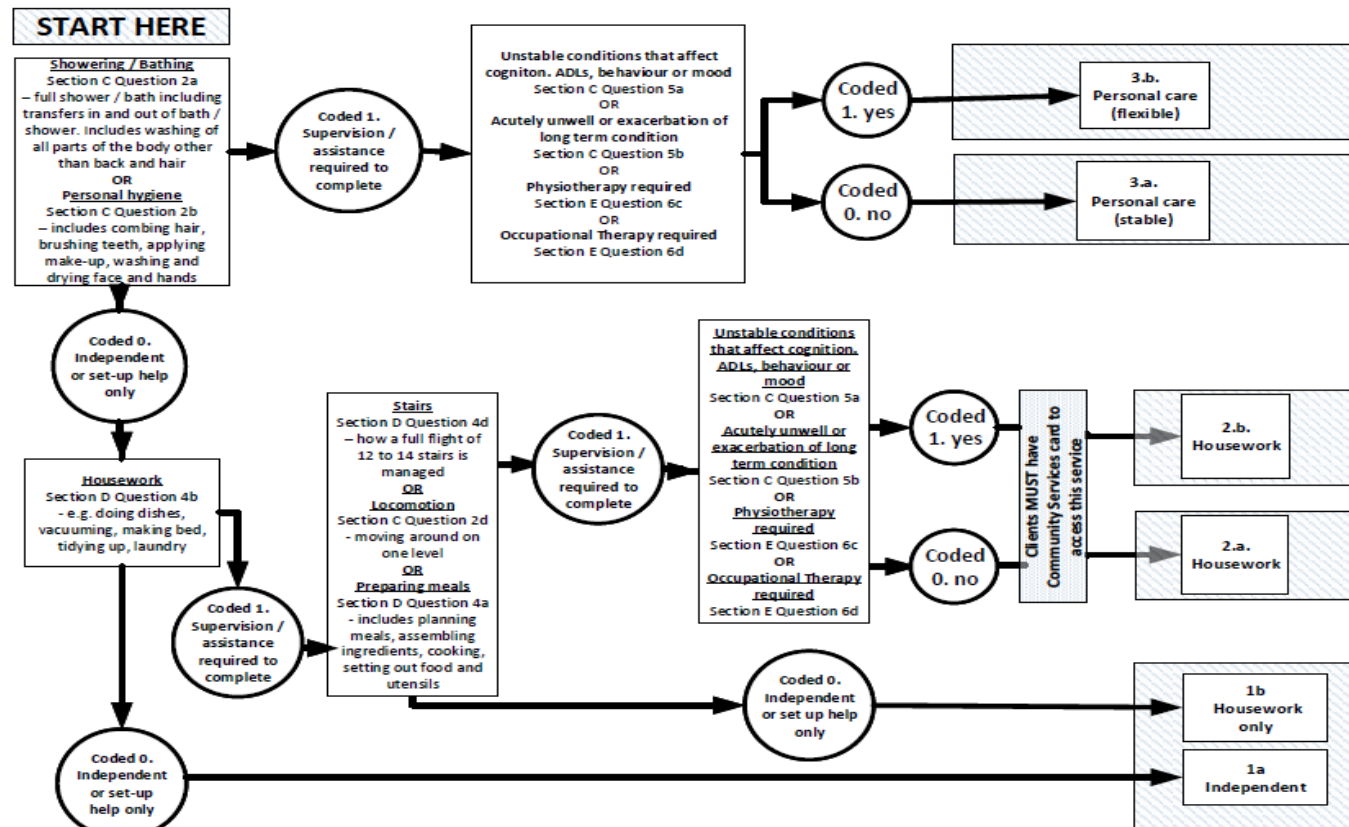 START HERE
Showering / Bathing
Section C Question 2a
– full shower / bath including
transfers in and out of bath /
shower. Includes washing of
all parts of the body other
than back and hair
OR
Personal hygiene
Section C Question 2b
– includes combing hair,
brushing teeth, applying
make-up, washing and
drying face and hands
Coded 1.
Supervision /
assistance
required to
complete
Unstable conditions that affect
cogniton. ADLs, behaviour or mood
Section C Question 5a
OR
Acutely unwell or exacerbation of
long term condition
Section C Question 5b
OR
Physiotherapy required
Section E Question 6c
OR
Occupational Therapy required
Section E Question 6d
Coded
1. yes
3.b.
Personal care
(flexible)
Coded
0. no
3.a.
Personal care
(stable)
Coded 0.
Independent
or set-up help
only
Housework
Section D Question 4b
- e.g. doing dishes,
vacuuming, making bed,
tidying up, laundry
Coded 1.
Supervision /
assistance
required to
complete
Stairs
Section D Question 4d
– how a full flight of
12 to 14 stairs is
managed
OR
Locomotion
Section C Question 2d
- moving around on
one level
OR
Preparing meals
Section D Question 4a
- includes planning
meals, assembling
ingredients, cooking,
setting out food and
utensils
Coded 1.
Supervision /
assistance
required to
complete
Unstable conditions
that affect cognition.
ADLs, behaviour or
mood
Section C Question 5a
OR
Acutely unwell or
exacerbation of long
term condition
Section C Question 5b
OR
Physiotherapy
required
Section E Question 6c
OR
Occupational Therapy
required
Section E Question 6d
Coded
1. yes
Coded
0. no
Clients MUST have
Community Services card to
access this service
2.b.
Housework
2.a.
Housework
Coded 0.
Independent
or set up help
only
1b
Housework
only
Coded 0.
Independent
or set-up
help only
1a
Independent